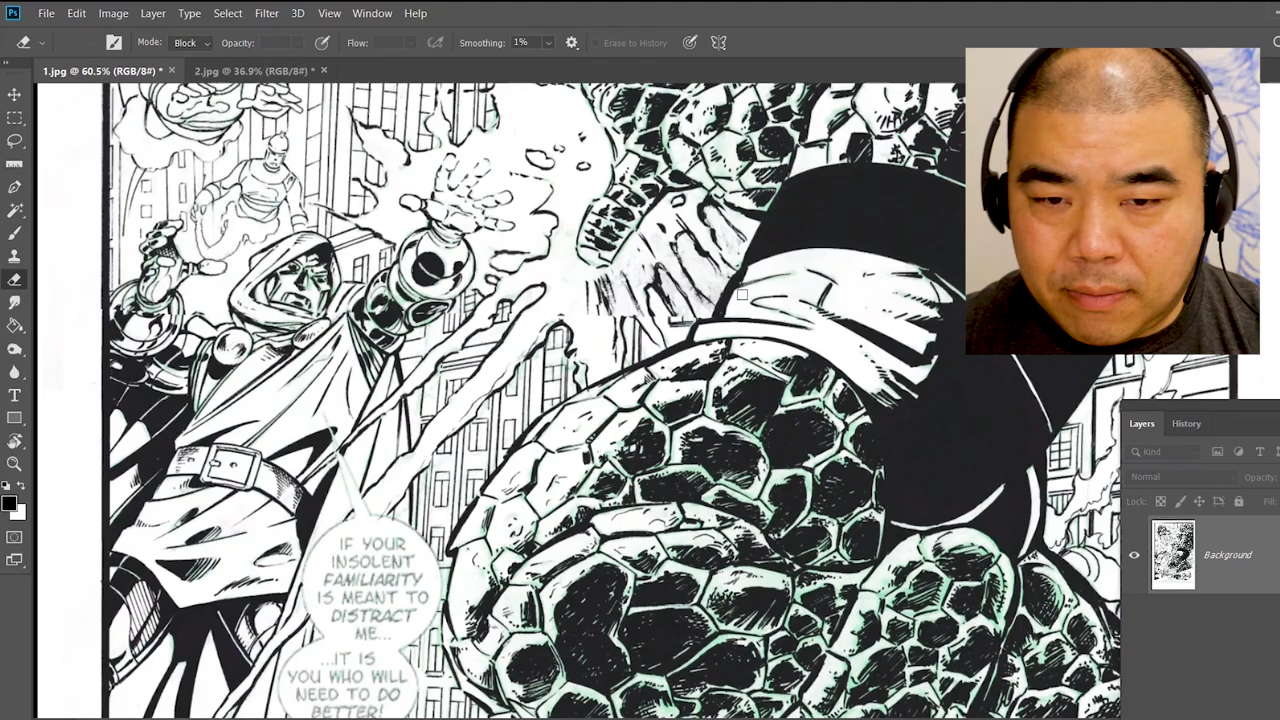 Ps File Edit Image Layer Type Select Filter 3D View Window Help
Mode: Block Opacity: Flow: Smoothing: 1% Erase to History
1.jpg @ 60.5% (RGB/8#) * × 2.jpg @ 36.9% (RGB/8#) * ×
Layers History
Kind
Normal Opacity:
Lock: Fill:
Background
IF YOUR
INSOLENT
FAMILIARITY
IS MEANT TO
DISTRACT
ME...
...IT IS
YOU WHO WILL
NEED TO DO
BETTER!